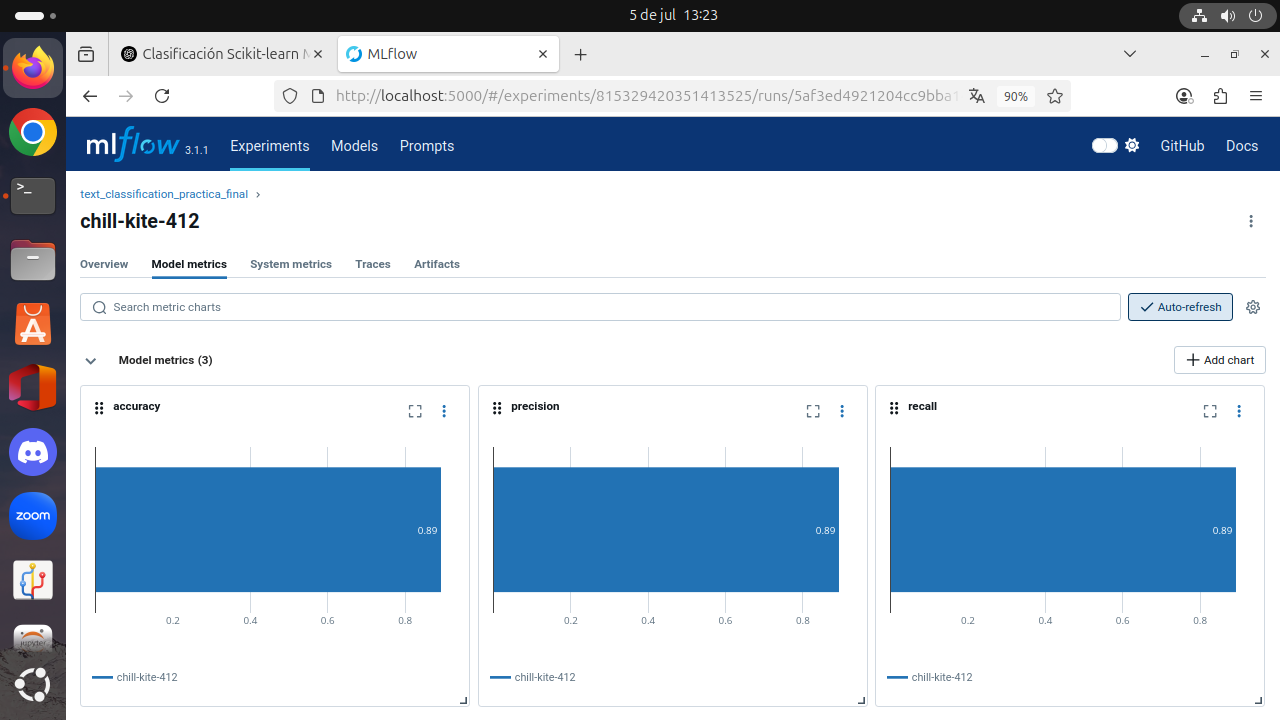 5 de jul 13:23
Clasificación Scikit-learn M
MLflow
http://localhost:5000/#/experiments/815329420351413525/runs/5af3ed4921204cc9bba1
90%
mlflow 3.1.1
Experiments
Models
Prompts
GitHub
Docs
text_classification_practica_final
chill-kite-412
Overview
Model metrics
System metrics
Traces
Artifacts
Search metric charts
Auto-refresh
Model metrics (3)
Add chart
accuracy
0.89
0.2 0.4 0.6 0.8
chill-kite-412
precision
0.89
0.2 0.4 0.6 0.8
chill-kite-412
recall
0.89
0.2 0.4 0.6 0.8
chill-kite-412
zoom
jupyter